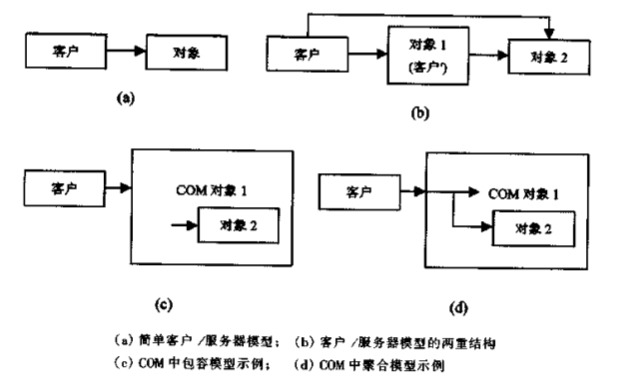 客户
对象
客户
对象 1
(客户')
对象 2
(a)
(b)
客户
COM 对象 1
对象 2
客户
COM 对象 1
对象 2
(c)
(d)
(a) 简单客户 /服务器模型； (b) 客户 /服务器模型的两重结构
(c) COM 中包容模型示例； (d) COM 中聚合模型示例